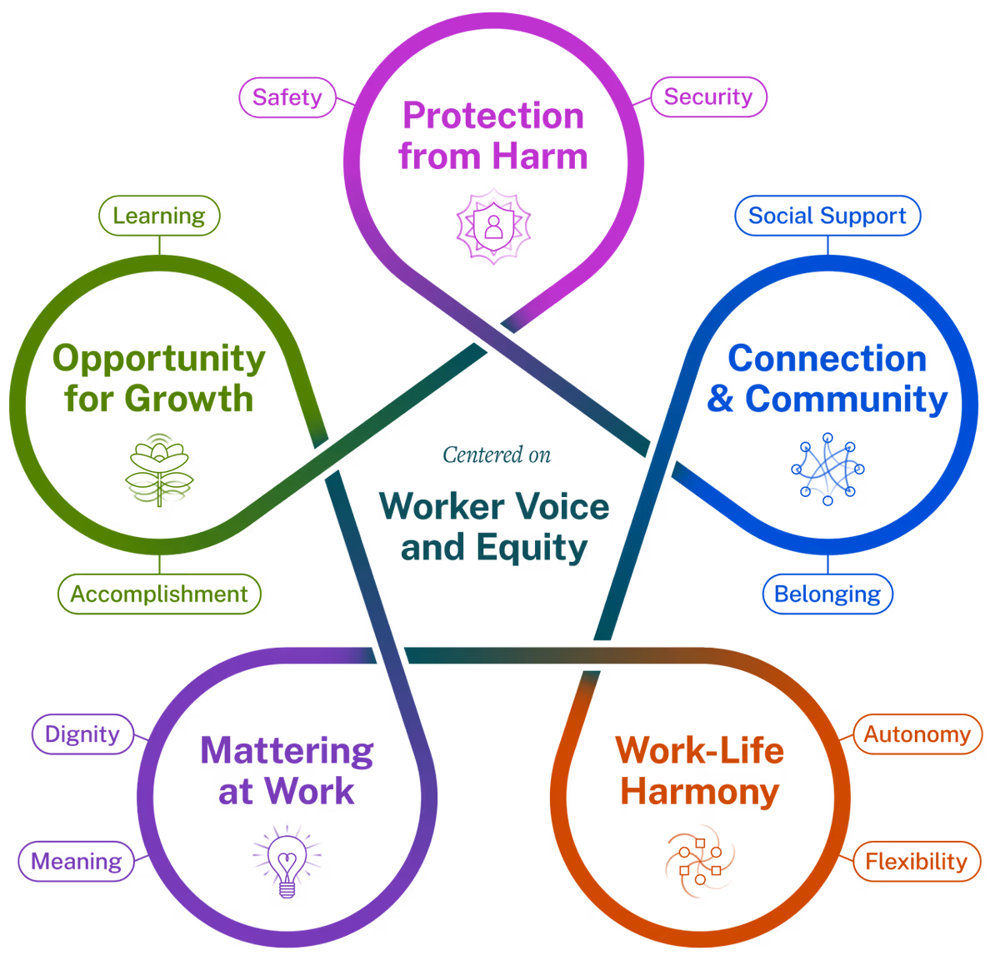 Safety
Protection
from Harm
Security
Learning
Opportunity
for Growth
Accomplishment
Social Support
Connection
& Community
Belonging
Centered on
Worker Voice
and Equity
Dignity
Mattering
at Work
Meaning
Work-Life
Harmony
Autonomy
Flexibility